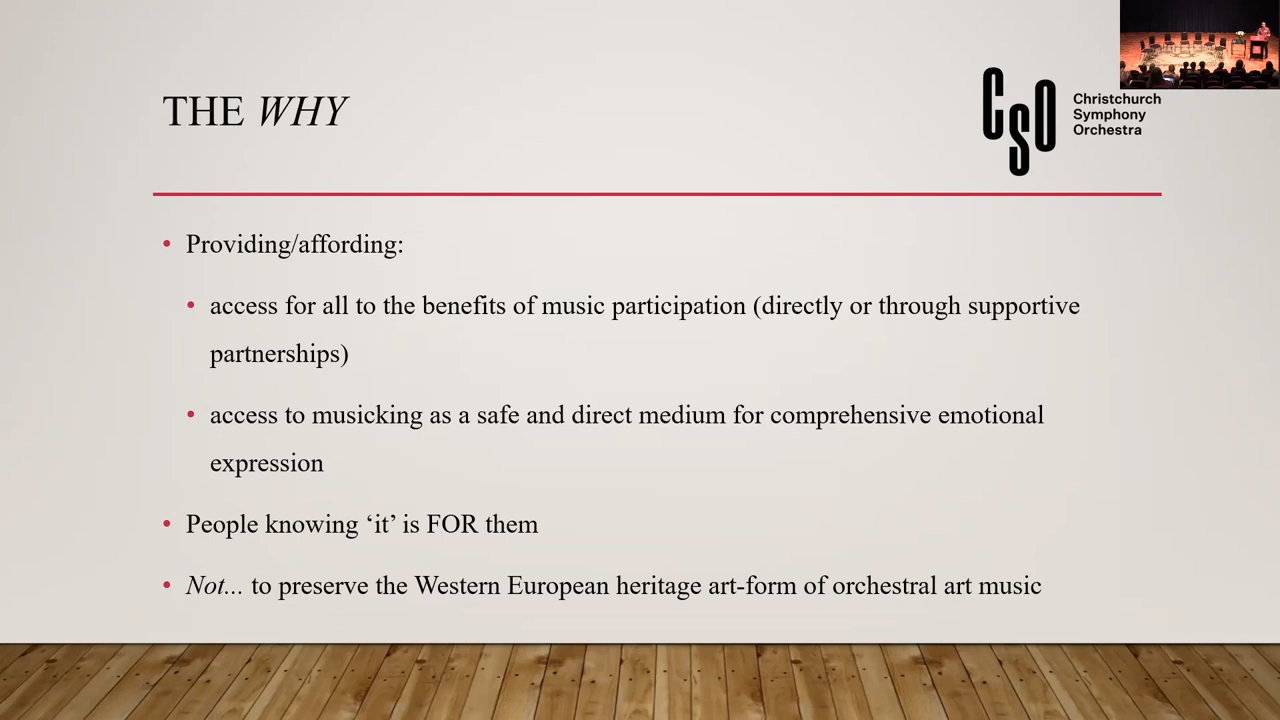 THE WHY
CSO
Christchurch
Symphony
Orchestra
• Providing/affording:
• access for all to the benefits of music participation (directly or through supportive
partnerships)
• access to musicking as a safe and direct medium for comprehensive emotional
expression
• People knowing ‘it’ is FOR them
• Not... to preserve the Western European heritage art-form of orchestral art music